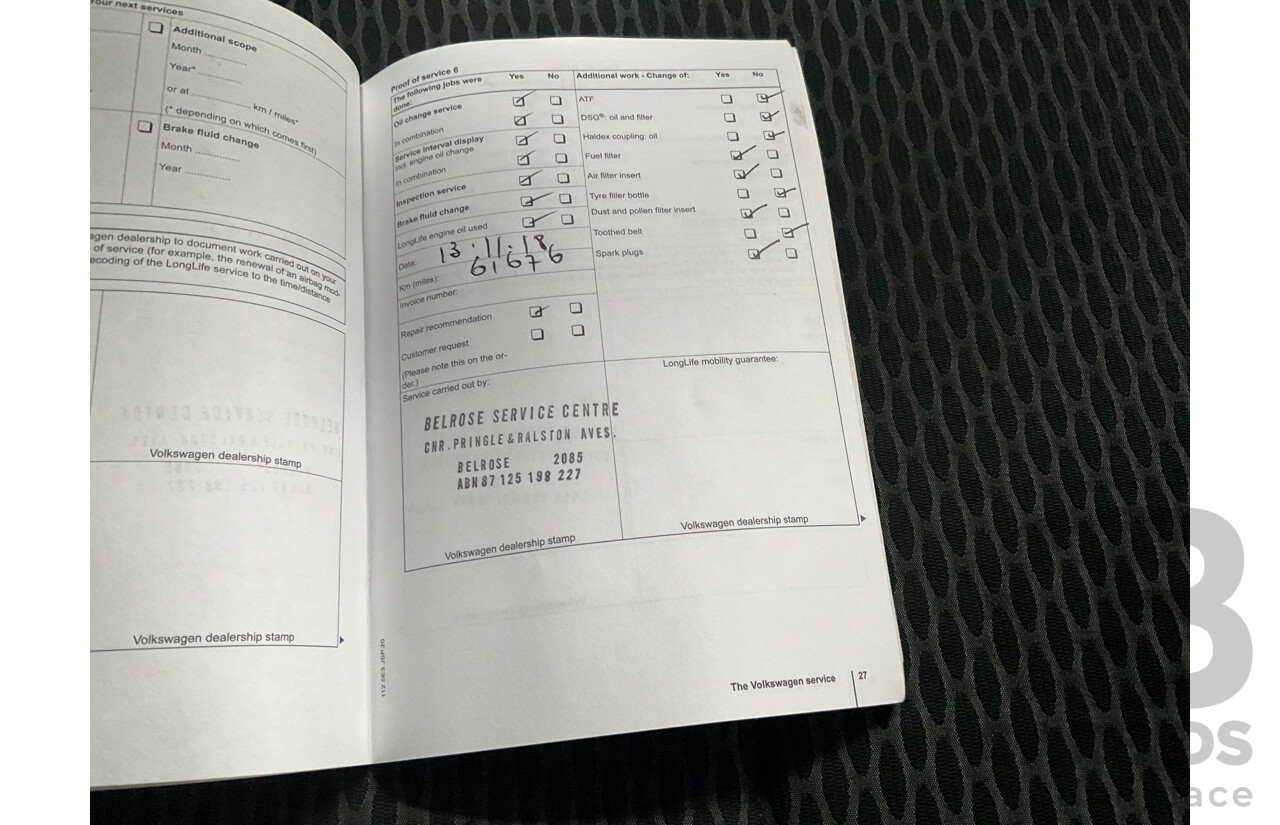 our next services
Additional scope
Month ..............
Year* ..............
or at .................... km / miles*
(* depending on which comes first)
Brake fluid change
Month ..............
Year ..............
agen dealership to document work carried out on your
of service (for example, the renewal of an airbag mod-
ecoding of the LongLife service to the time/distance
Volkswagen dealership stamp
Volkswagen dealership stamp
Proof of service 6
The following jobs were done: Yes No
Oil change service
In combination
Service interval display
incl. engine oil change
In combination
Inspection service
Brake fluid change
LongLife engine oil used
Date: 13.11.18
Km (miles): 61676
Invoice number:
Repair recommendation
Customer request
(Please note this on the or-
der.)
Service carried out by:
BELROSE SERVICE CENTRE
CNR. PRINGLE & RALSTON AVES.
BELROSE 2085
ABN 87 125 198 227
Volkswagen dealership stamp
Additional work - Change of: Yes No
ATF
DSG®: oil and filter
Haldex coupling: oil
Fuel filter
Air filter insert
Tyre filler bottle
Dust and pollen filter insert
Toothed belt
Spark plugs
LongLife mobility guarantee:
Volkswagen dealership stamp
The Volkswagen service 27